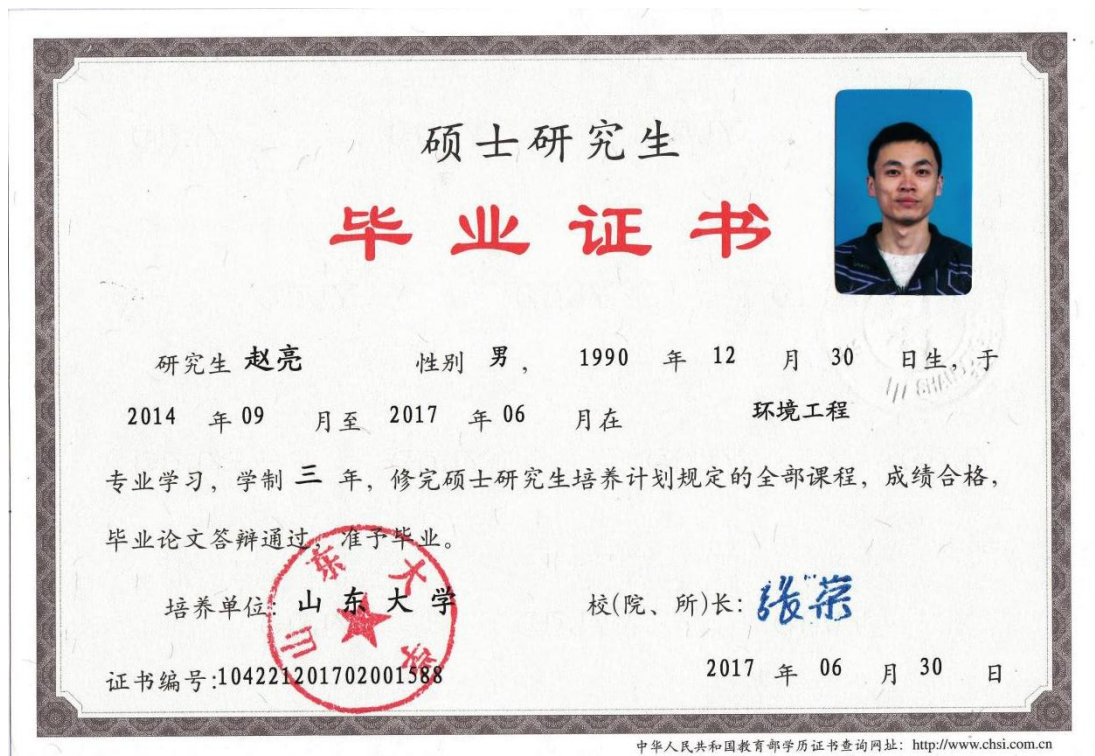 硕士研究生
毕业证书
研究生 赵亮 性别 男, 1990 年 12 月 30 日生,于
2014 年 09 月至 2017 年 06 月在 环境工程
专业学习,学制 三 年,修完硕士研究生培养计划规定的全部课程,成绩合格,
毕业论文答辩通过,准予毕业。
培养单位:山东大学 校(院、所)长:张荣
山东大学
证书编号:104221201702001588 2017 年 06 月 30 日
中华人民共和国教育部学历证书查询网址:http://www.chsi.com.cn